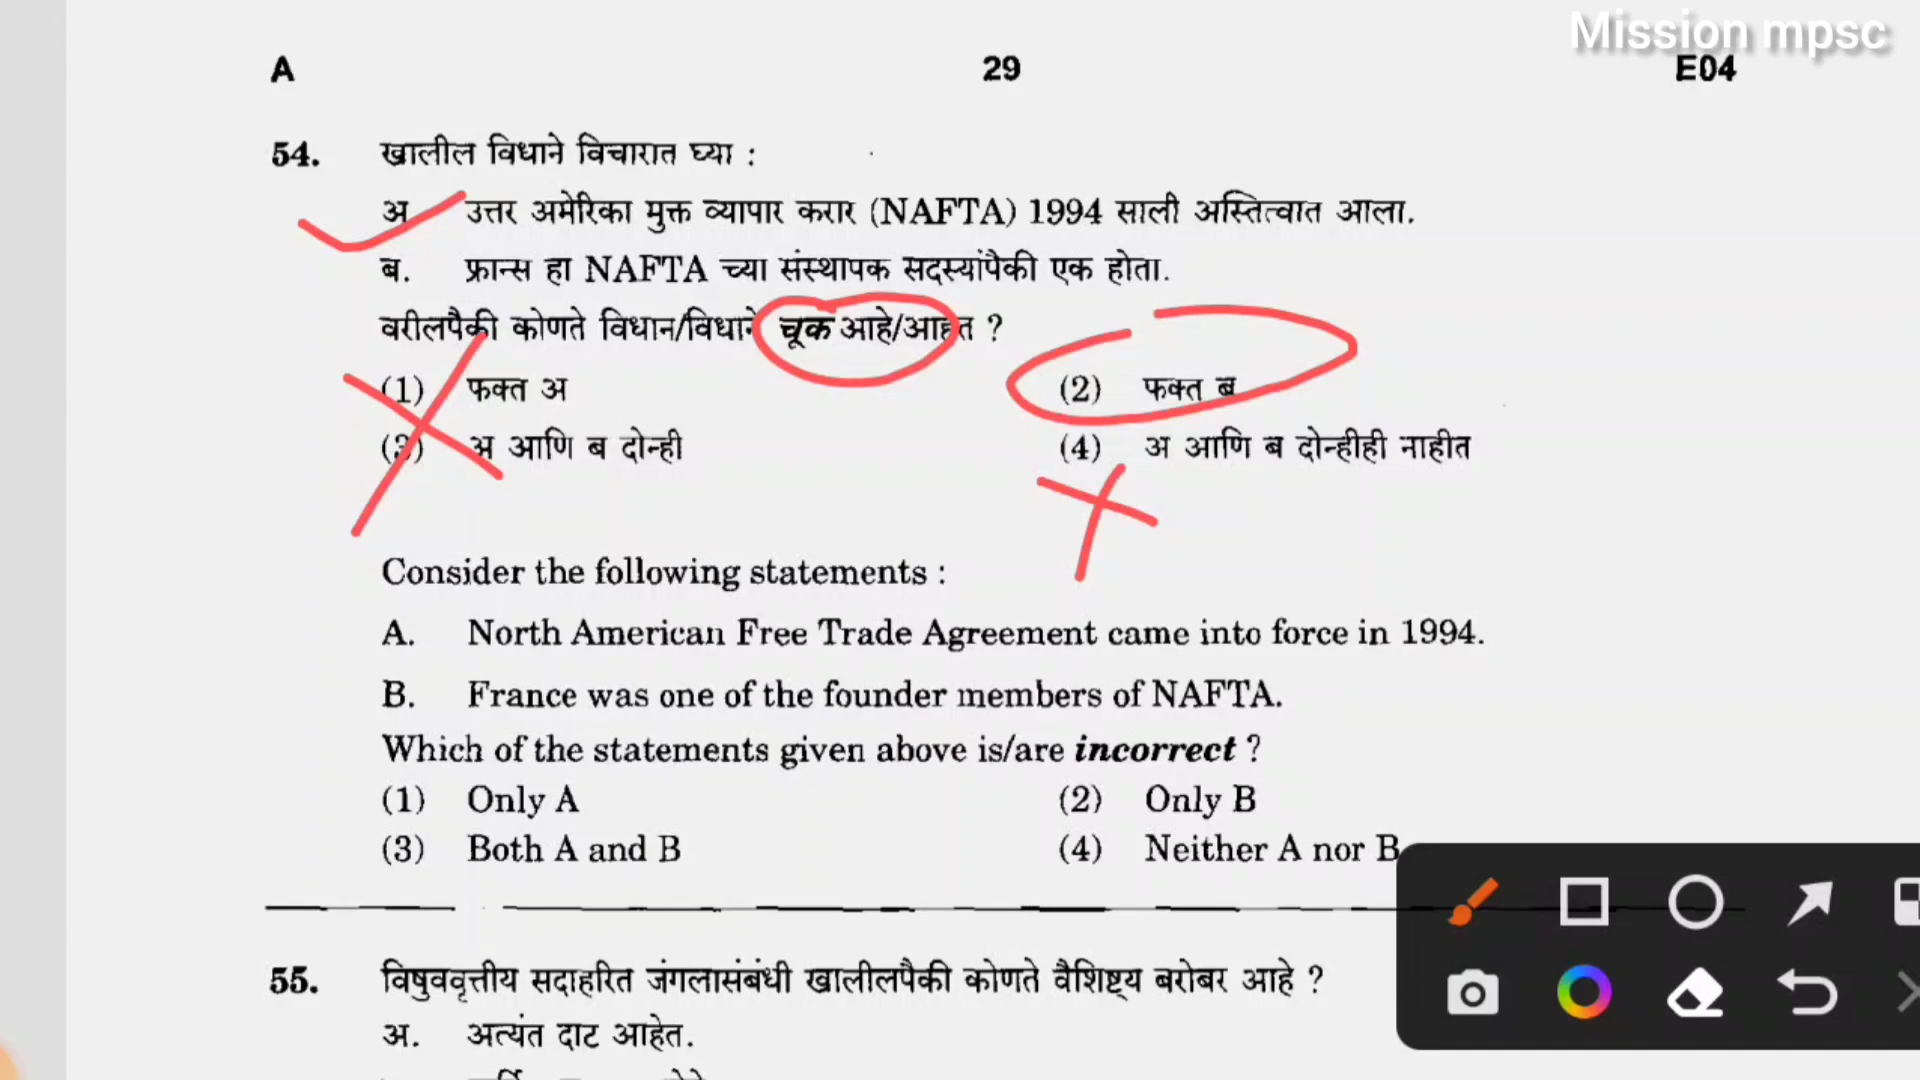 Mission mpsc
A 29 E04
54. खालील विधाने विचारात घ्या :
अ उत्तर अमेरिका मुक्त व्यापार करार (NAFTA) 1994 साली अस्तित्वात आला.
ब. फ्रान्स हा NAFTA च्या संस्थापक सदस्यांपैकी एक होता.
वरीलपैकी कोणते विधान/विधाने चूक आहे/आहेत ?
(1) फक्त अ (2) फक्त ब
(3) अ आणि ब दोन्ही (4) अ आणि ब दोन्हीही नाहीत
Consider the following statements :
A. North American Free Trade Agreement came into force in 1994.
B. France was one of the founder members of NAFTA.
Which of the statements given above is/are incorrect ?
(1) Only A (2) Only B
(3) Both A and B (4) Neither A nor B
55. विषुववृत्तीय सदाहरित जंगलासंबंधी खालीलपैकी कोणते वैशिष्ट्य बरोबर आहे ?
अ. अत्यंत दाट आहेत.